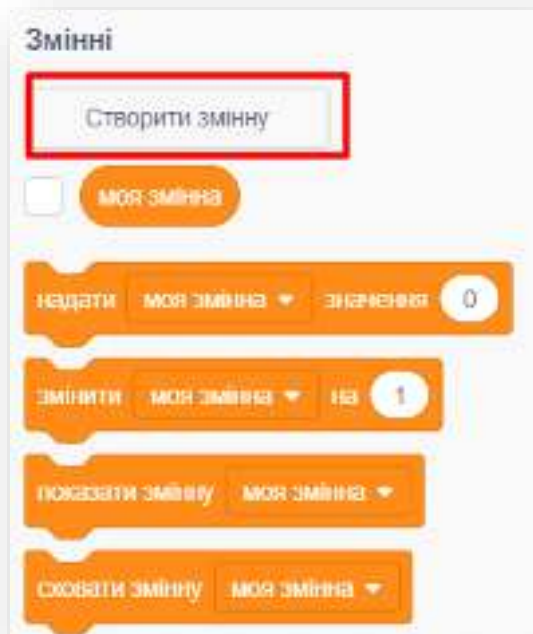 Змінні
Створити змінну
моя змінна
надати моя змінна значення 0
змінити моя змінна на 1
показати змінну моя змінна
сховати змінну моя змінна